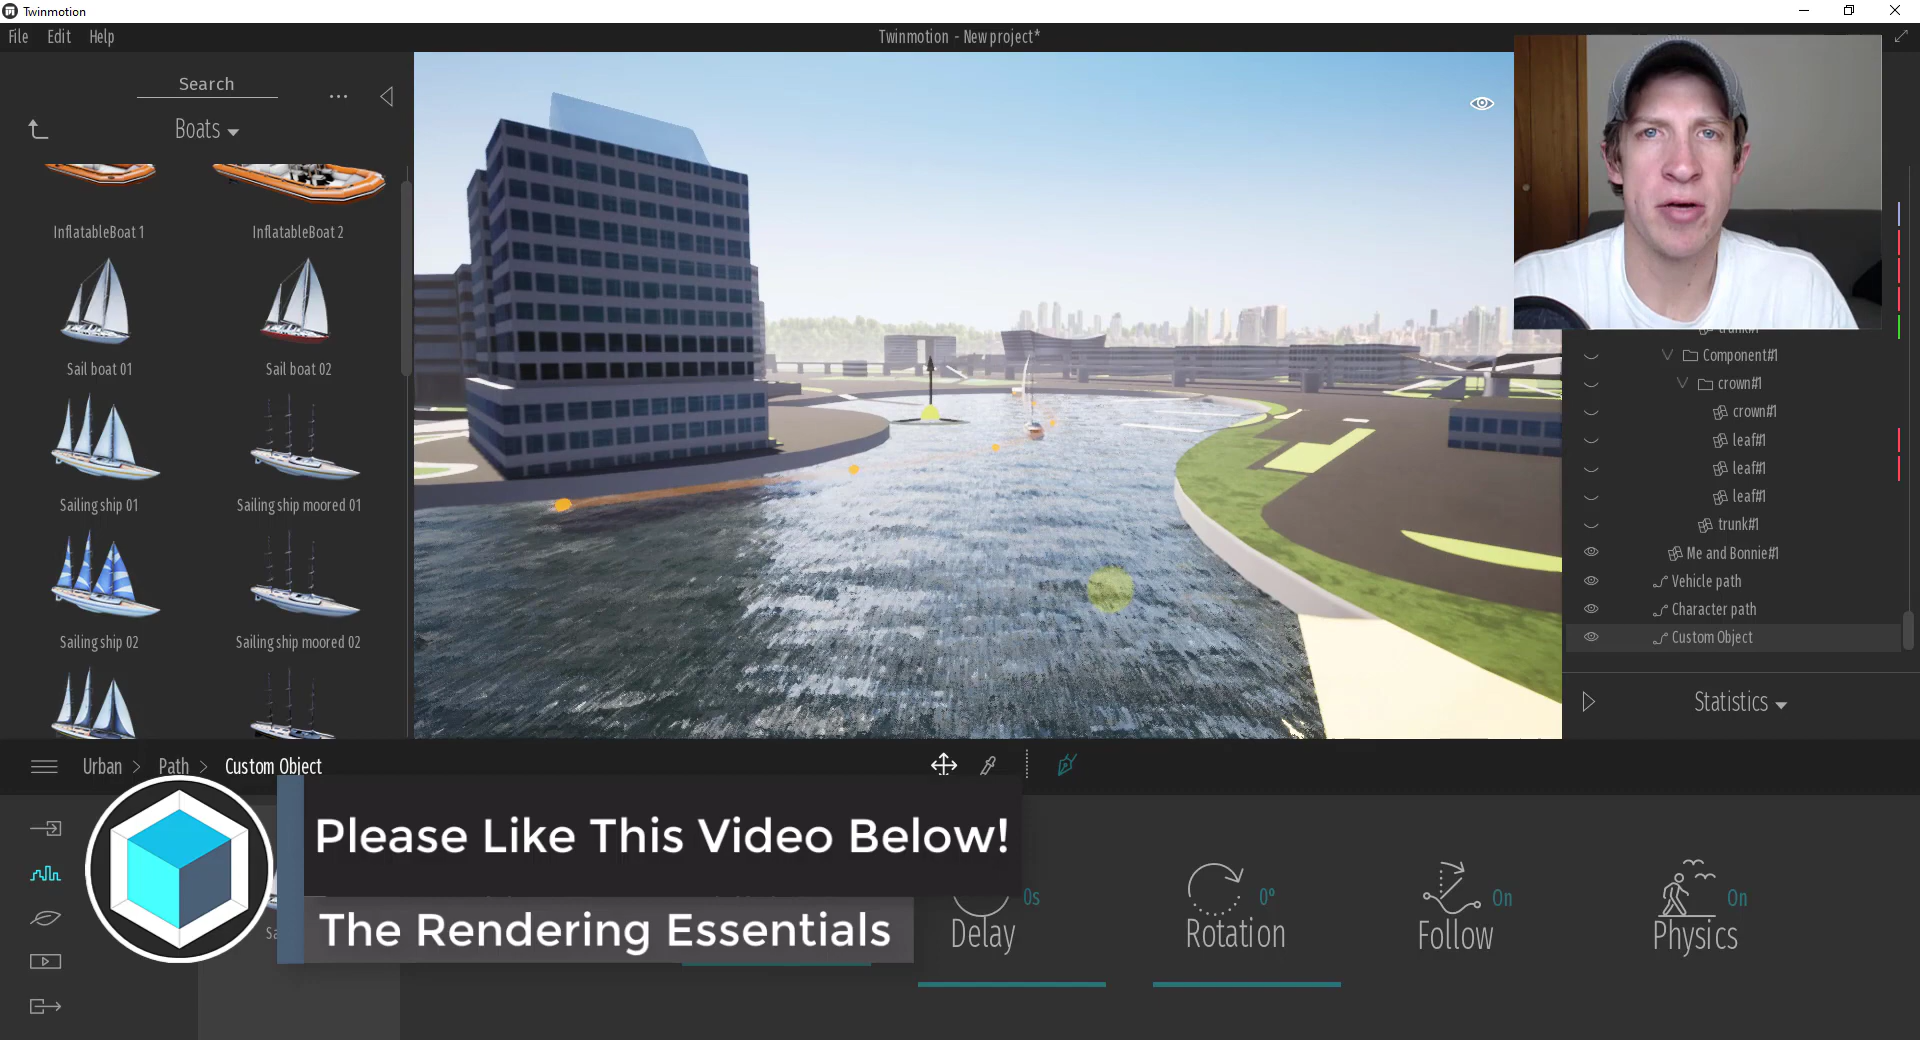 Twinmotion
File Edit Help
Twinmotion - New project*
Search
...
Boats
InflatableBoat 1
InflatableBoat 2
Sail boat 01
Sail boat 02
Sailing ship 01
Sailing ship moored 01
Sailing ship 02
Sailing ship moored 02
trunk#1
Component#1
crown#1
crown#1
leaf#1
leaf#1
leaf#1
trunk#1
Me and Bonnie#1
Vehicle path
Character path
Custom Object
Statistics
Urban > Path > Custom Object
Please Like This Video Below!
The Rendering Essentials
Sa
0s
Delay
0°
Rotation
On
Follow
On
Physics